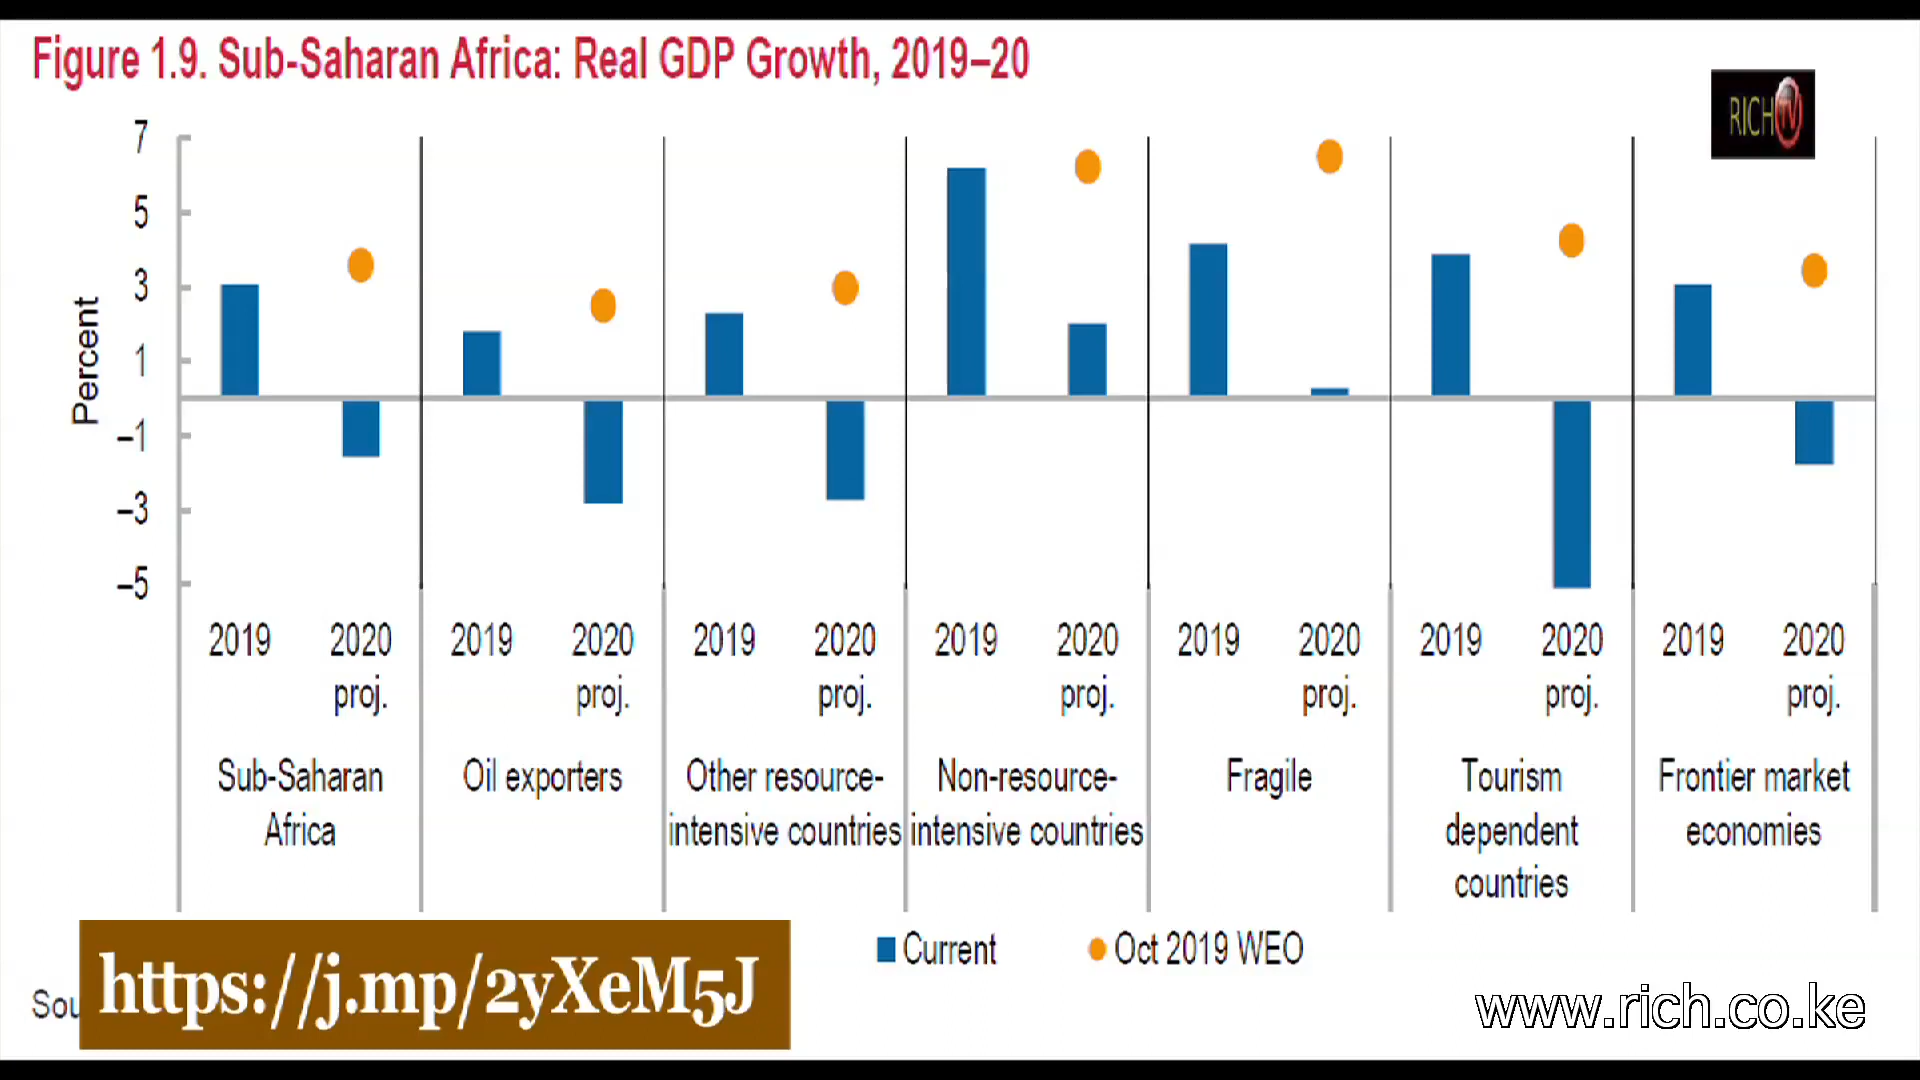 Figure 1.9. Sub-Saharan Africa: Real GDP Growth, 2019–20
RICH TV
7
5
3
1
–1
–3
–5
Percent
2019 2020 proj. 2019 2020 proj. 2019 2020 proj. 2019 2020 proj. 2019 2020 proj. 2019 2020 proj. 2019 2020 proj.
Sub-Saharan
Africa
Oil exporters
Other resource-
intensive countries
Non-resource-
intensive countries
Fragile
Tourism
dependent
countries
Frontier market
economies
Current
Oct 2019 WEO
https://j.mp/2yXeM5J
www.rich.co.ke